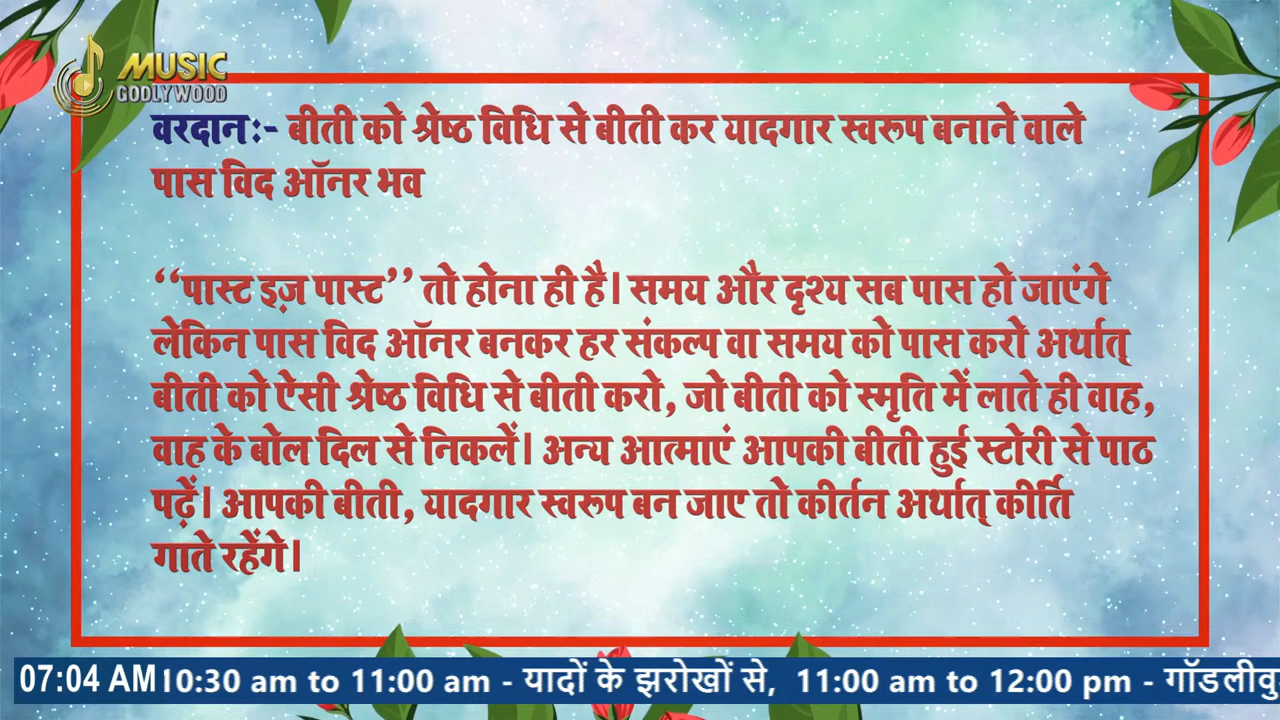 MUSIC
GODLYWOOD
वरदान:- बीती को श्रेष्ठ विधि से बीती कर यादगार स्वरूप बनाने वाले
पास विद ऑनर भव
‘‘पास्ट इज़ पास्ट’’ तो होना ही है। समय और दृश्य सब पास हो जाएंगे
लेकिन पास विद ऑनर बनकर हर संकल्प वा समय को पास करो अर्थात्
बीती को ऐसी श्रेष्ठ विधि से बीती करो, जो बीती को स्मृति में लाते ही वाह,
वाह के बोल दिल से निकलें। अन्य आत्माएं आपकी बीती हुई स्टोरी से पाठ
पढ़ें। आपकी बीती, यादगार स्वरूप बन जाए तो कीर्तन अर्थात् कीर्ति
गाते रहेंगे।
07:04 AM 10:30 am to 11:00 am - यादों के झरोखों से, 11:00 am to 12:00 pm - गॉडलीवु